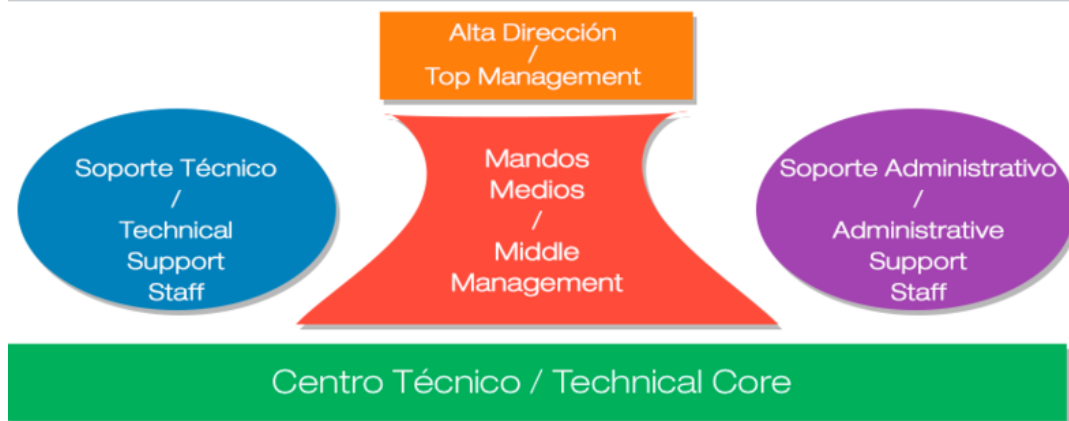 Alta Dirección
/
Top Management
Soporte Técnico
/
Technical
Support
Staff
Mandos
Medios
/
Middle
Management
Soporte Administrativo
/
Administrative
Support
Staff
Centro Técnico / Technical Core